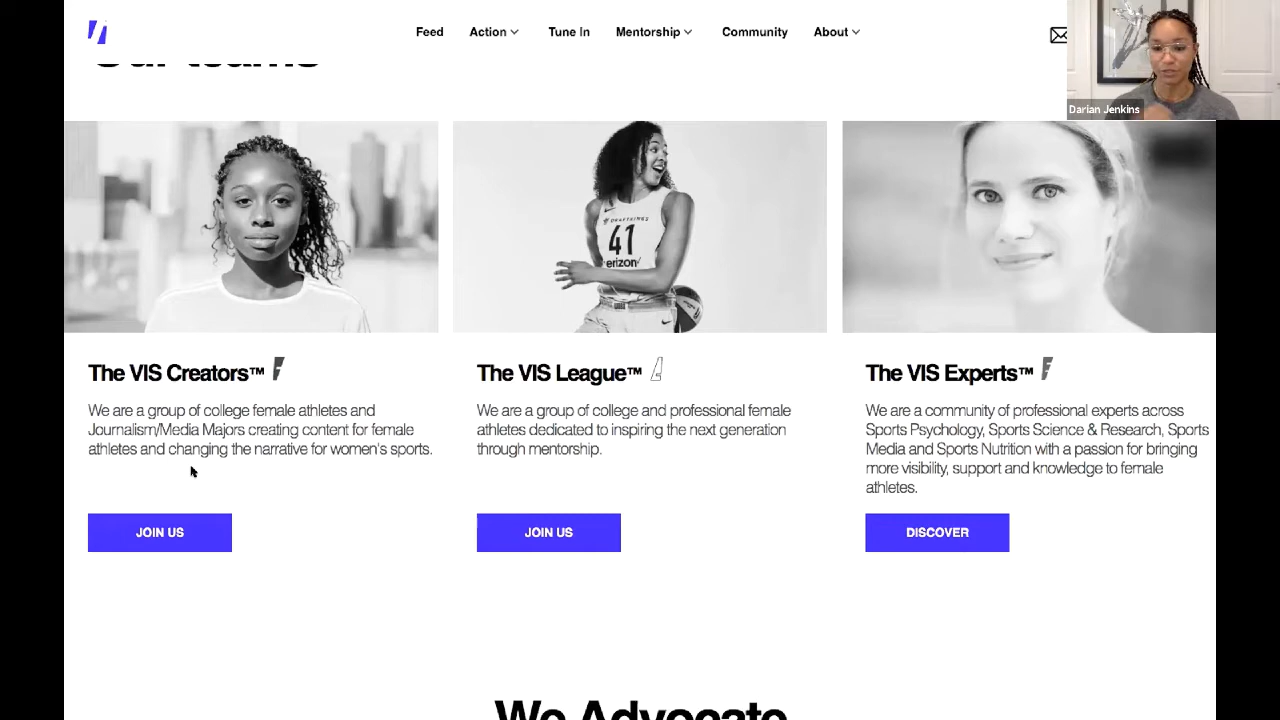 Feed Action Tune In Mentorship Community About
Our teams
Darian Jenkins
DRAFTKINGS
41
erizon
The VIS Creators™
We are a group of college female athletes and
Journalism/Media Majors creating content for female
athletes and changing the narrative for women's sports.
JOIN US
The VIS League™
We are a group of college and professional female
athletes dedicated to inspiring the next generation
through mentorship.
JOIN US
The VIS Experts™
We are a community of professional experts across
Sports Psychology, Sports Science & Research, Sports
Media and Sports Nutrition with a passion for bringing
more visibility, support and knowledge to female
athletes.
DISCOVER
We Advocate